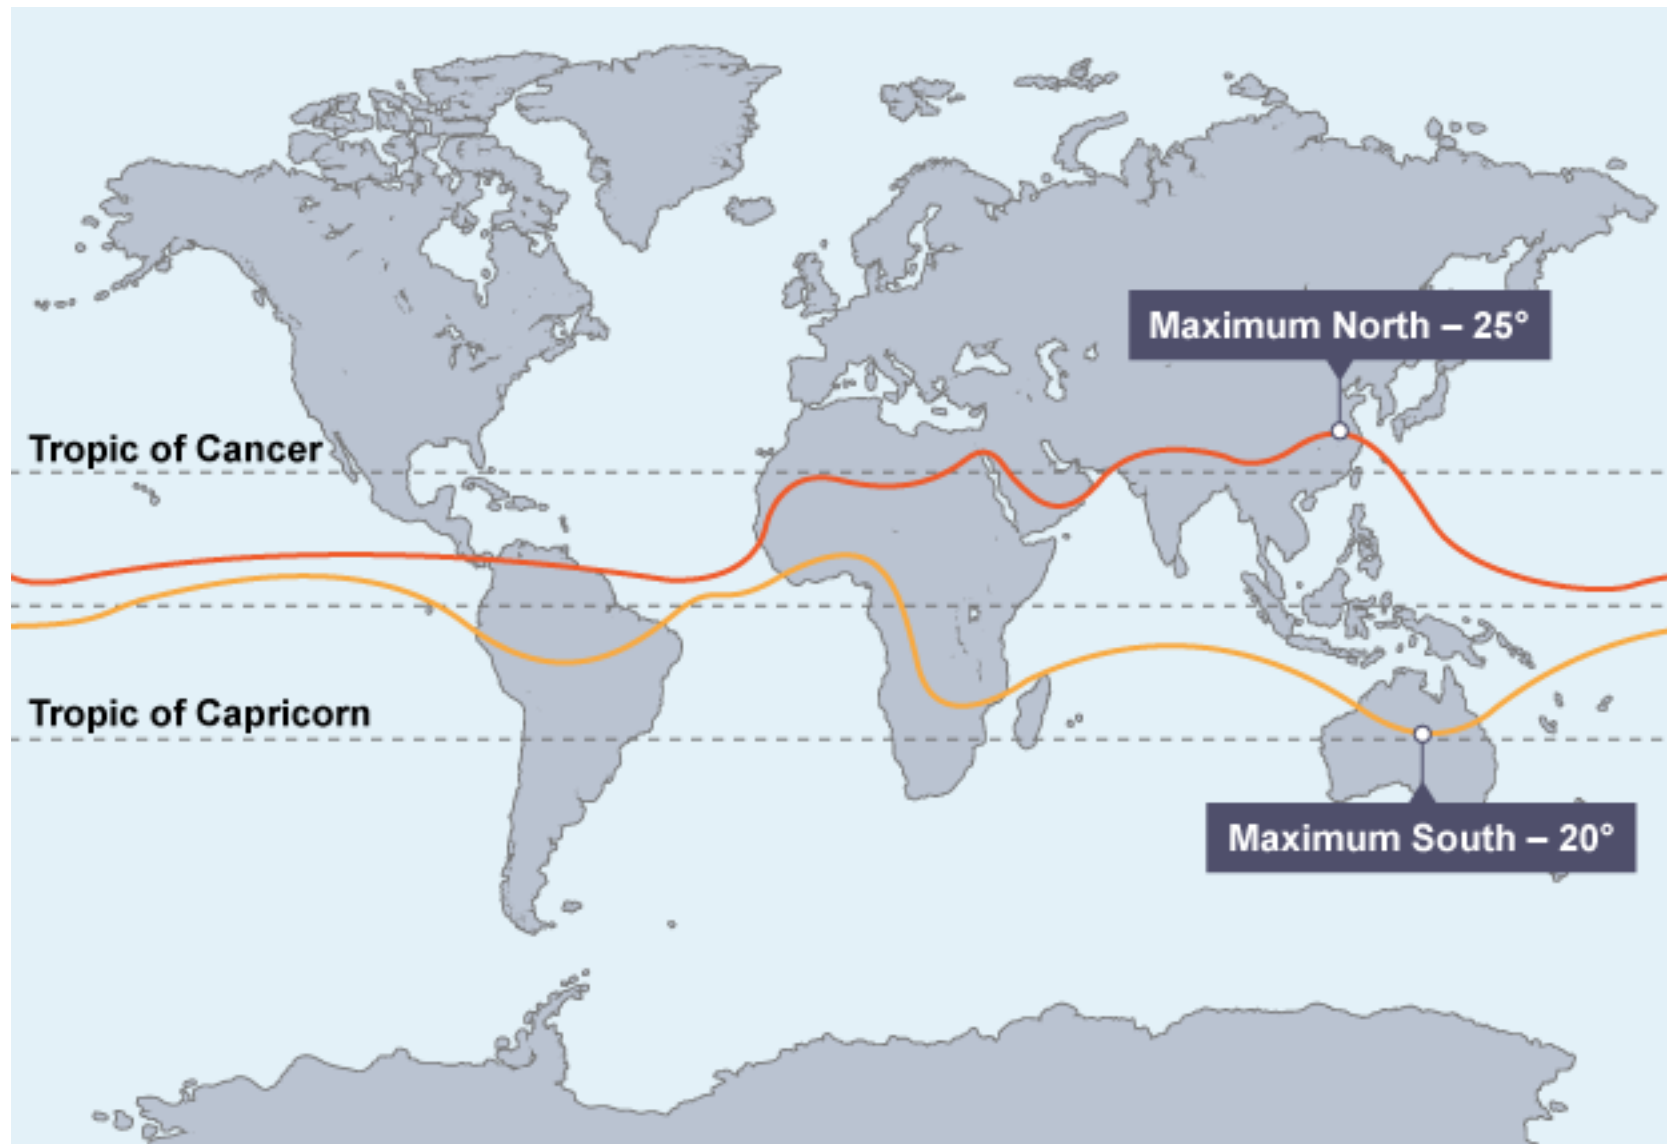 Maximum North – 25°
Tropic of Cancer
Tropic of Capricorn
Maximum South – 20°